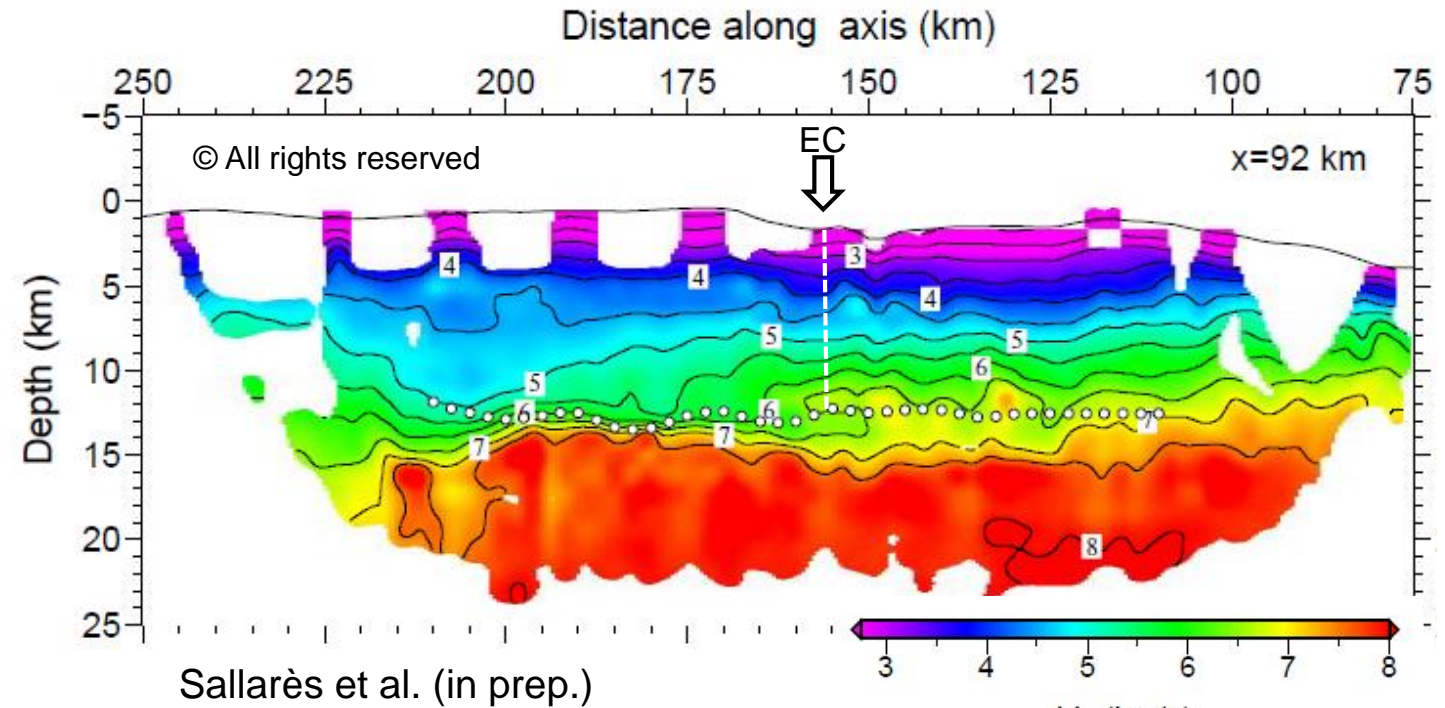 Distance along axis (km)
250 225 200 175 150 125 100 75
-5
EC
© All rights reserved
x=92 km
0
3
4 4 4
5
5 5
6
Depth (km)
10
5
6 6 7
7 7
15
20
8
25
3 4 5 6 7 8
Sallarès et al. (in prep.)